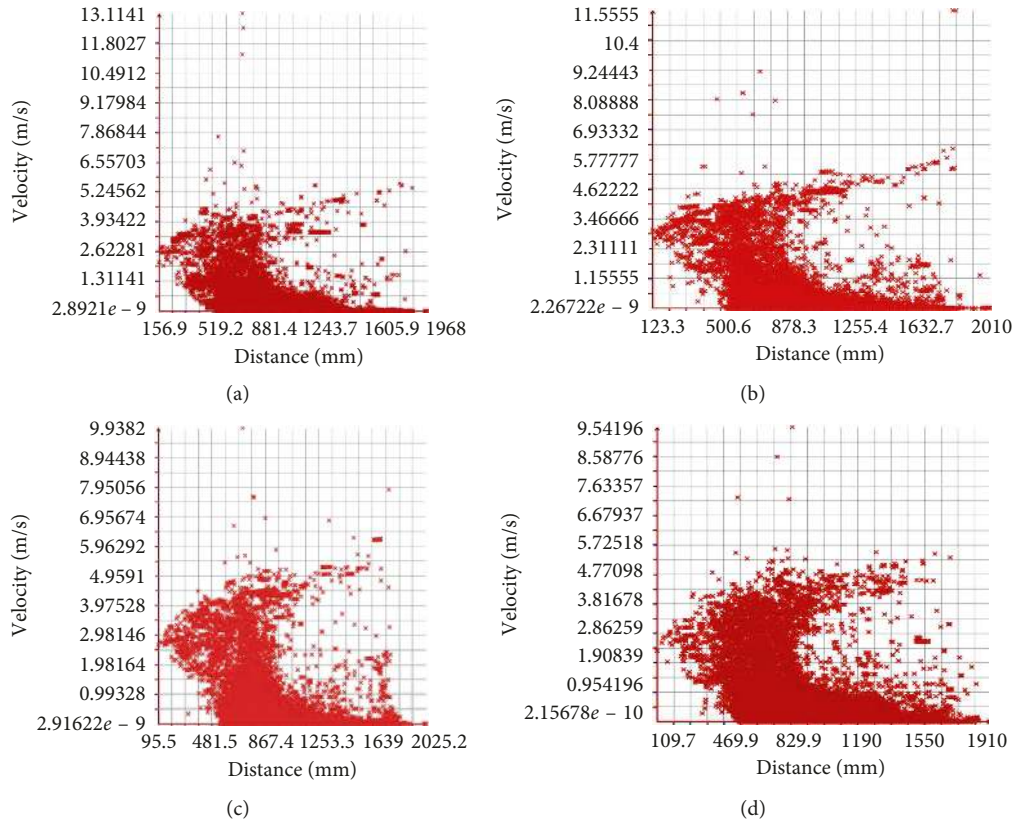 13.1141
11.8027
10.4912
9.17984
7.86844
6.55703
5.24562
3.93422
2.62281
1.31141
2.8921e – 9
Velocity (m/s)
156.9 519.2 881.4 1243.7 1605.9 1968
Distance (mm)
(a)
11.5555
10.4
9.24443
8.08888
6.93332
5.77777
4.62222
3.46666
2.31111
1.15555
2.26722e – 9
Velocity (m/s)
123.3 500.6 878.3 1255.4 1632.7 2010
Distance (mm)
(b)
9.9382
8.94438
7.95056
6.95674
5.96292
4.9591
3.97528
2.98146
1.98164
0.99328
2.91622e – 9
Velocity (m/s)
95.5 481.5 867.4 1253.3 1639 2025.2
Distance (mm)
(c)
9.54196
8.58776
7.63357
6.67937
5.72518
4.77098
3.81678
2.86259
1.90839
0.954196
2.15678e – 10
Velocity (m/s)
109.7 469.9 829.9 1190 1550 1910
Distance (mm)
(d)